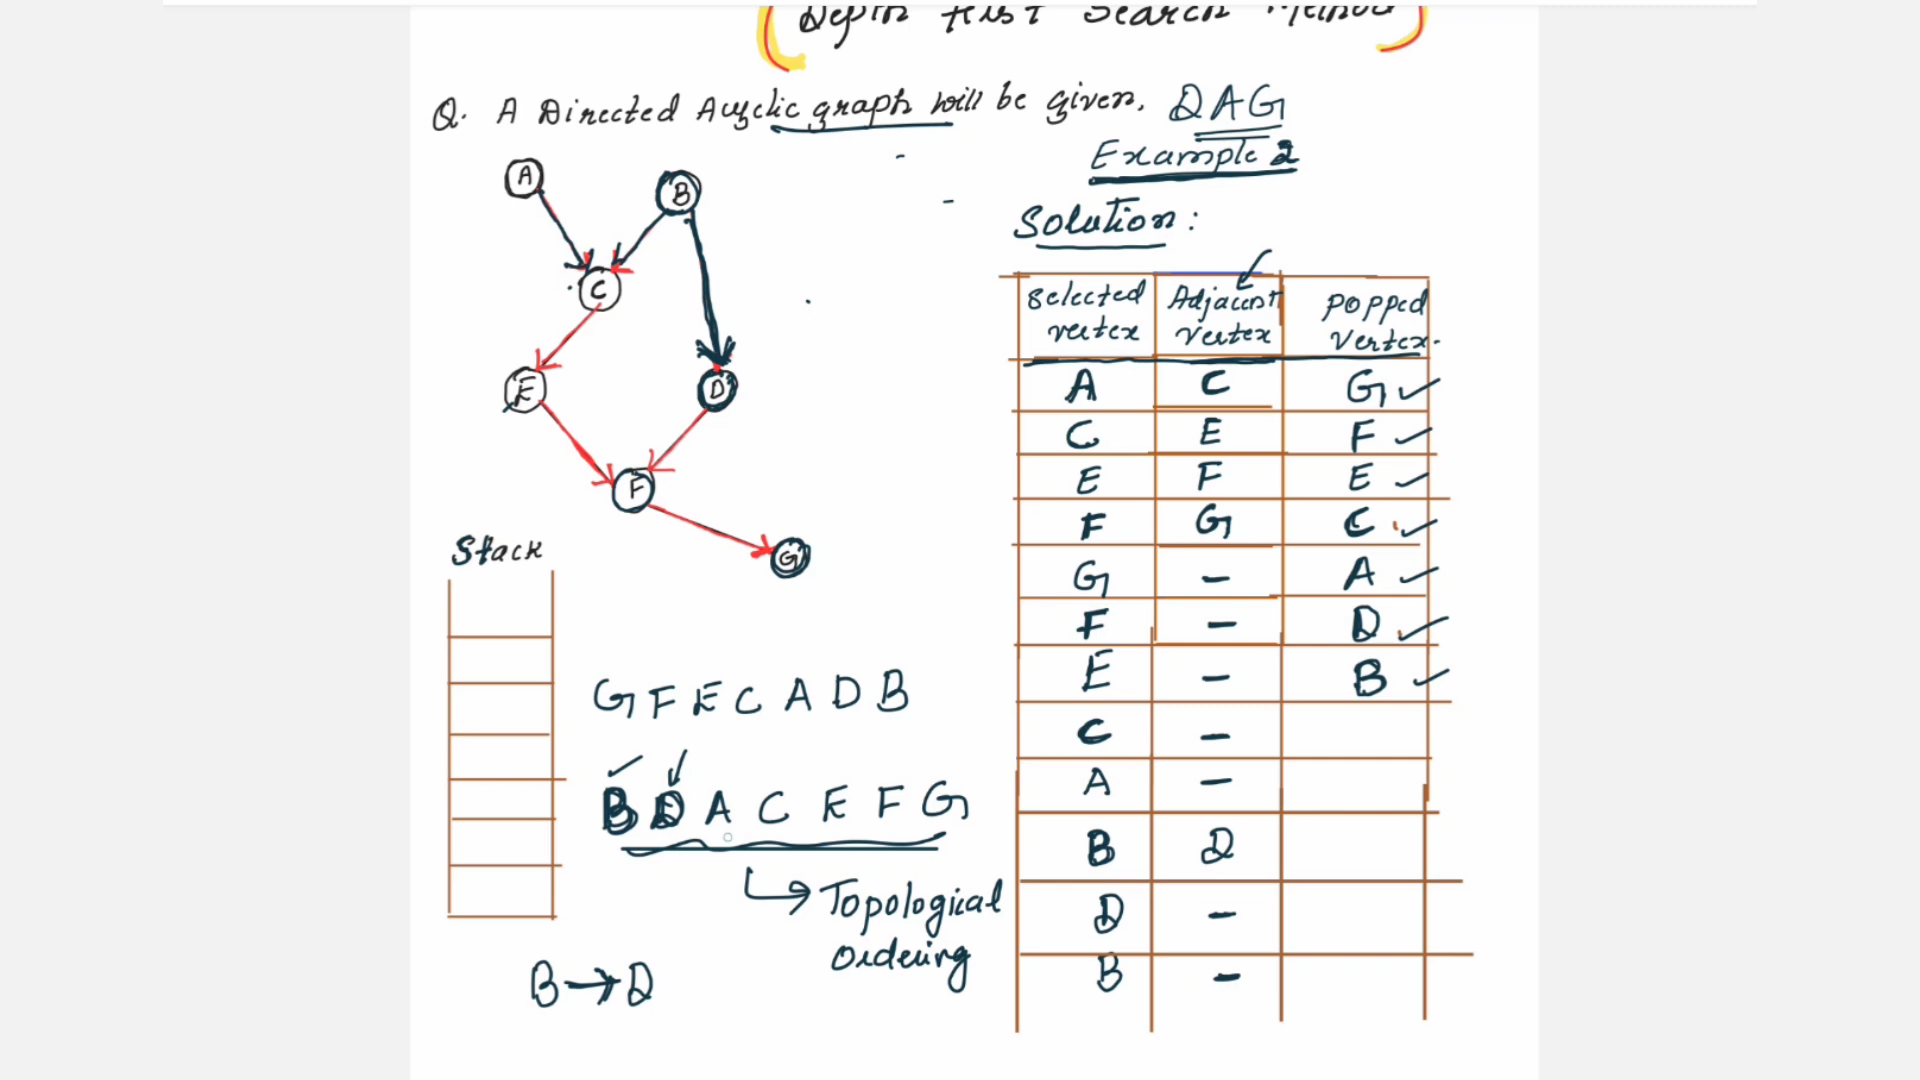 Depth First Search Method
Q. A Directed Acyclic graph will be given. DAG
Example 2
Solution:
A
B
C
E
D
F
G
Stack
G F E C A D B
B D A C E F G
Topological
ordering
B → D
Selected vertex Adjacent vertex Popped vertex.
A C G
C E F
E F E
F G C
G - A
F - D
E - B
C -
A -
B D
D -
B -